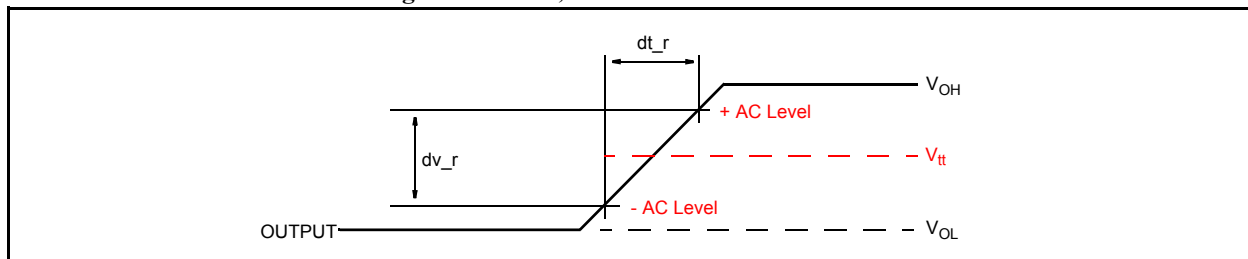 dt_r
V_OH
+ AC Level
dv_r
V_tt
- AC Level
OUTPUT
V_OL